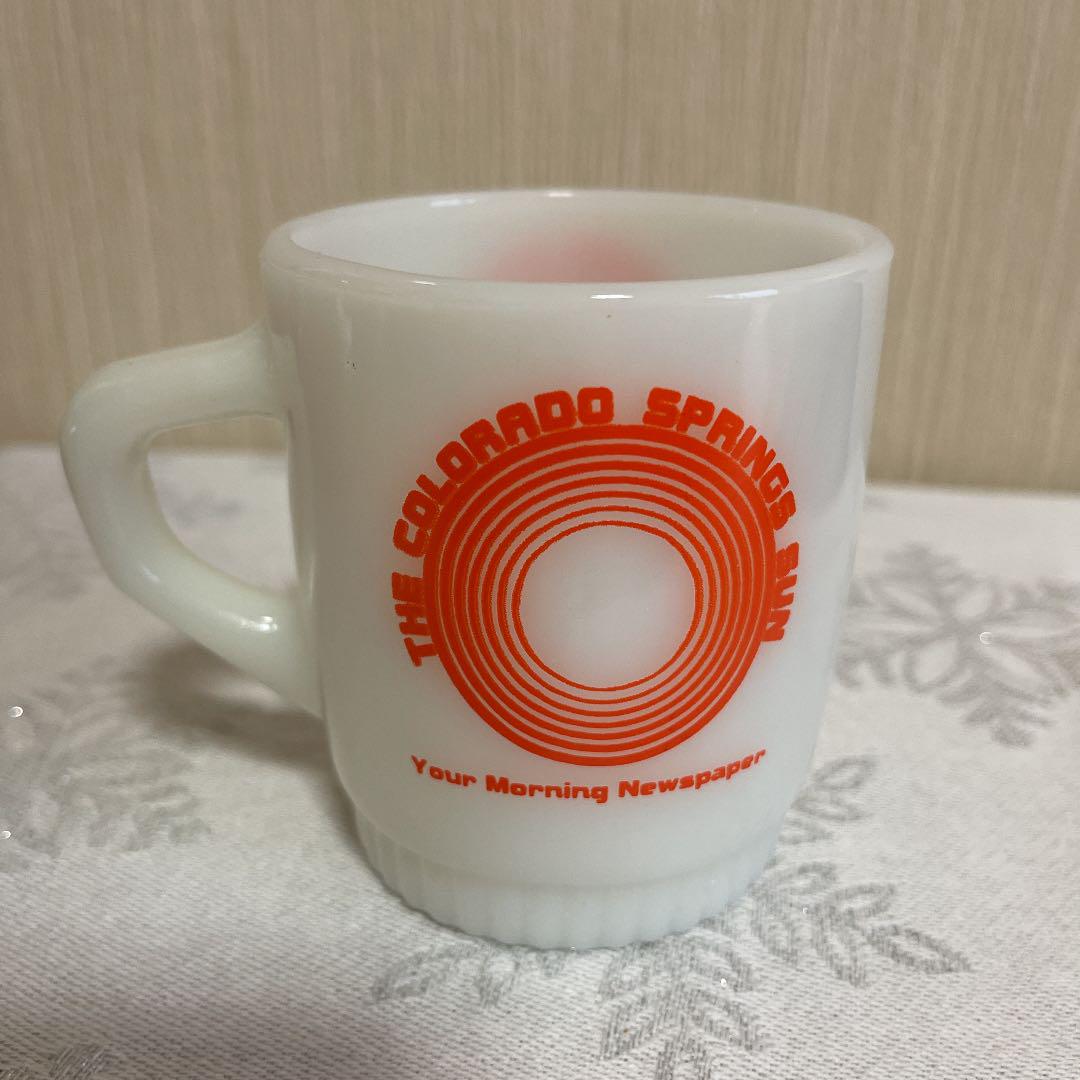 THE COLORADO SPRINGS SUN
Your Morning Newspaper